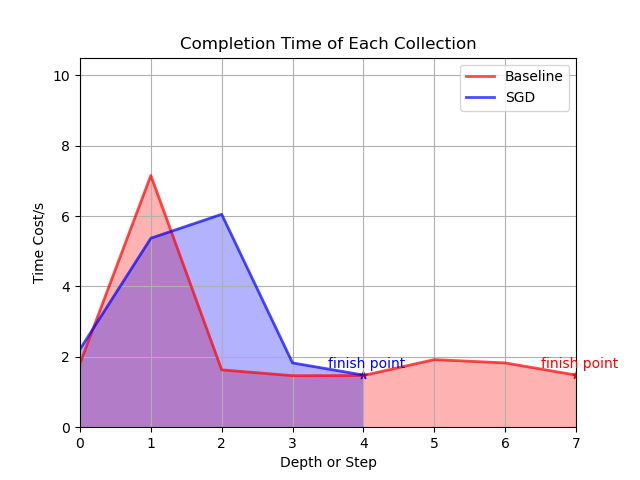 Completion Time of Each Collection
10
8
6
4
2
0
Time Cost/s
Baseline
SGD
finish point
finish point
0 1 2 3 4 5 6 7
Depth or Step